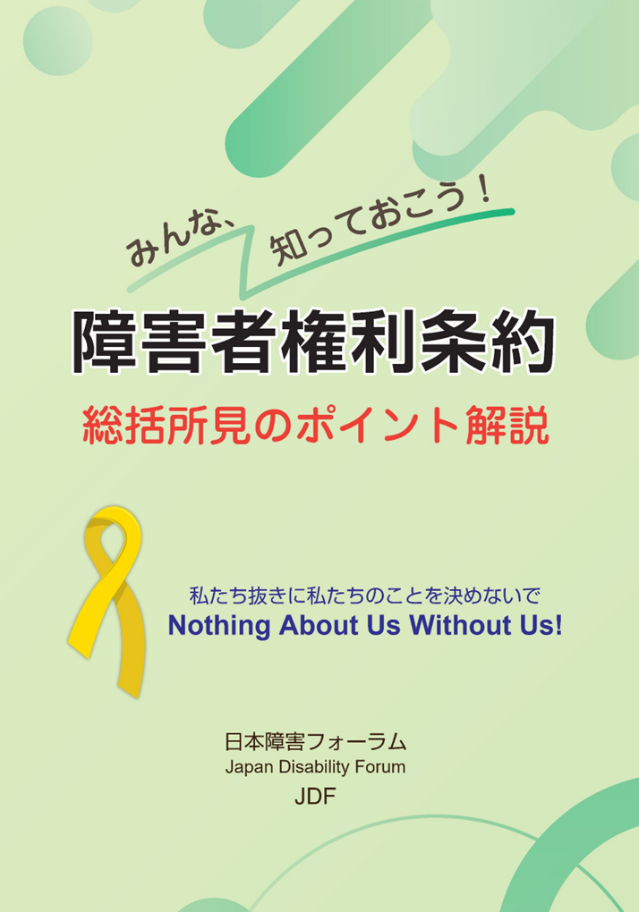 みんな、知っておこう！
障害者権利条約
総括所見のポイント解説
私たち抜きに私たちのことを決めないで
Nothing About Us Without Us!
日本障害フォーラム
Japan Disability Forum
JDF